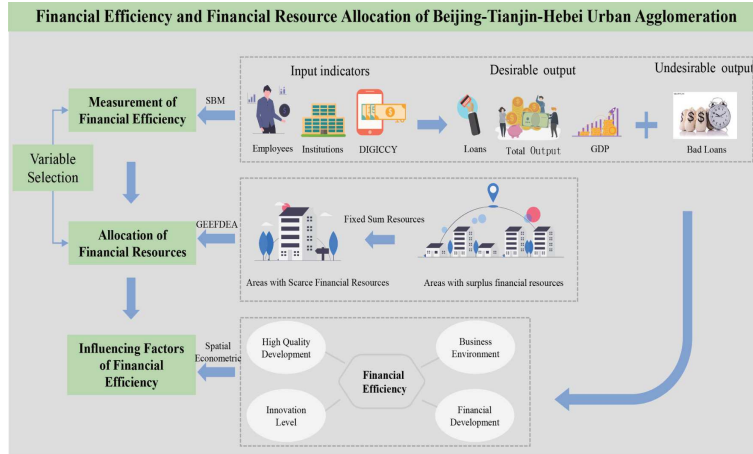 Financial Efficiency and Financial Resource Allocation of Beijing-Tianjin-Hebei Urban Agglomeration
Input indicators
Desirable output
Undesirable output
Measurement of
Financial Efficiency
SBM
Employees
Institutions
DIGICCY
Loans
Total Output
GDP
Bad Loans
Variable
Selection
Allocation of
Financial Resources
GEEFDEA
Fixed Sum Resources
Areas with Scarce Financial Resources
Areas with surplus financial resources
Influencing Factors
of Financial
Efficiency
Spatial
Econometric
High Quality
Development
Business
Environment
Financial
Efficiency
Innovation
Level
Financial
Development